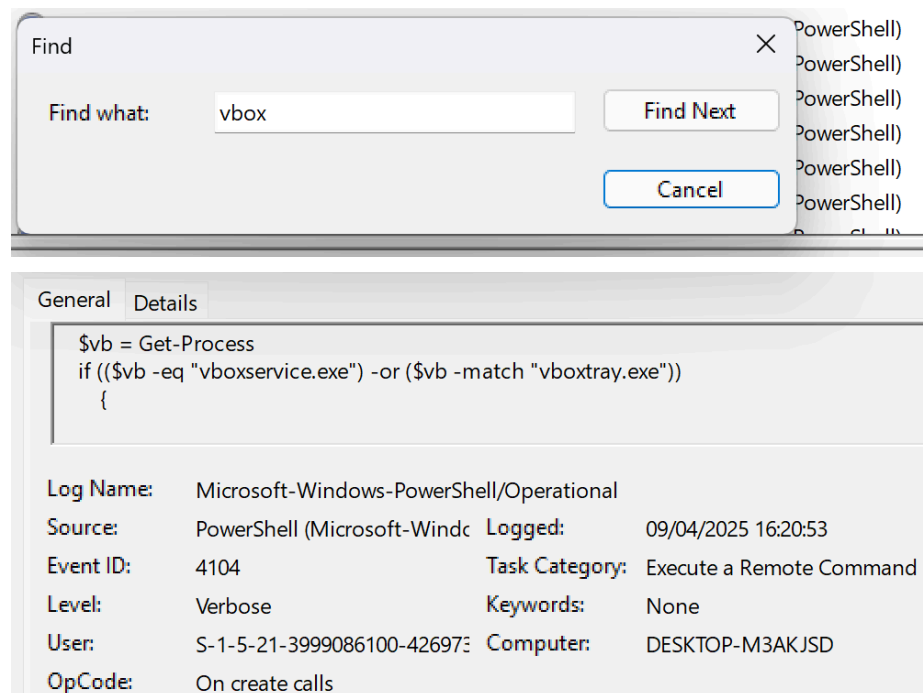 PowerShell)
Find
PowerShell)
PowerShell)
Find what:
vbox
Find Next
PowerShell)
PowerShell)
Cancel
PowerShell)
General
Details
$vb = Get-Process
if (($vb -eq "vboxservice.exe") -or ($vb -match "vboxtray.exe"))
{
Log Name: Microsoft-Windows-PowerShell/Operational
Source: PowerShell (Microsoft-Windc Logged: 09/04/2025 16:20:53
Event ID: 4104 Task Category: Execute a Remote Command
Level: Verbose Keywords: None
User: S-1-5-21-3999086100-42697 Computer: DESKTOP-M3AKJSD
OpCode: On create calls